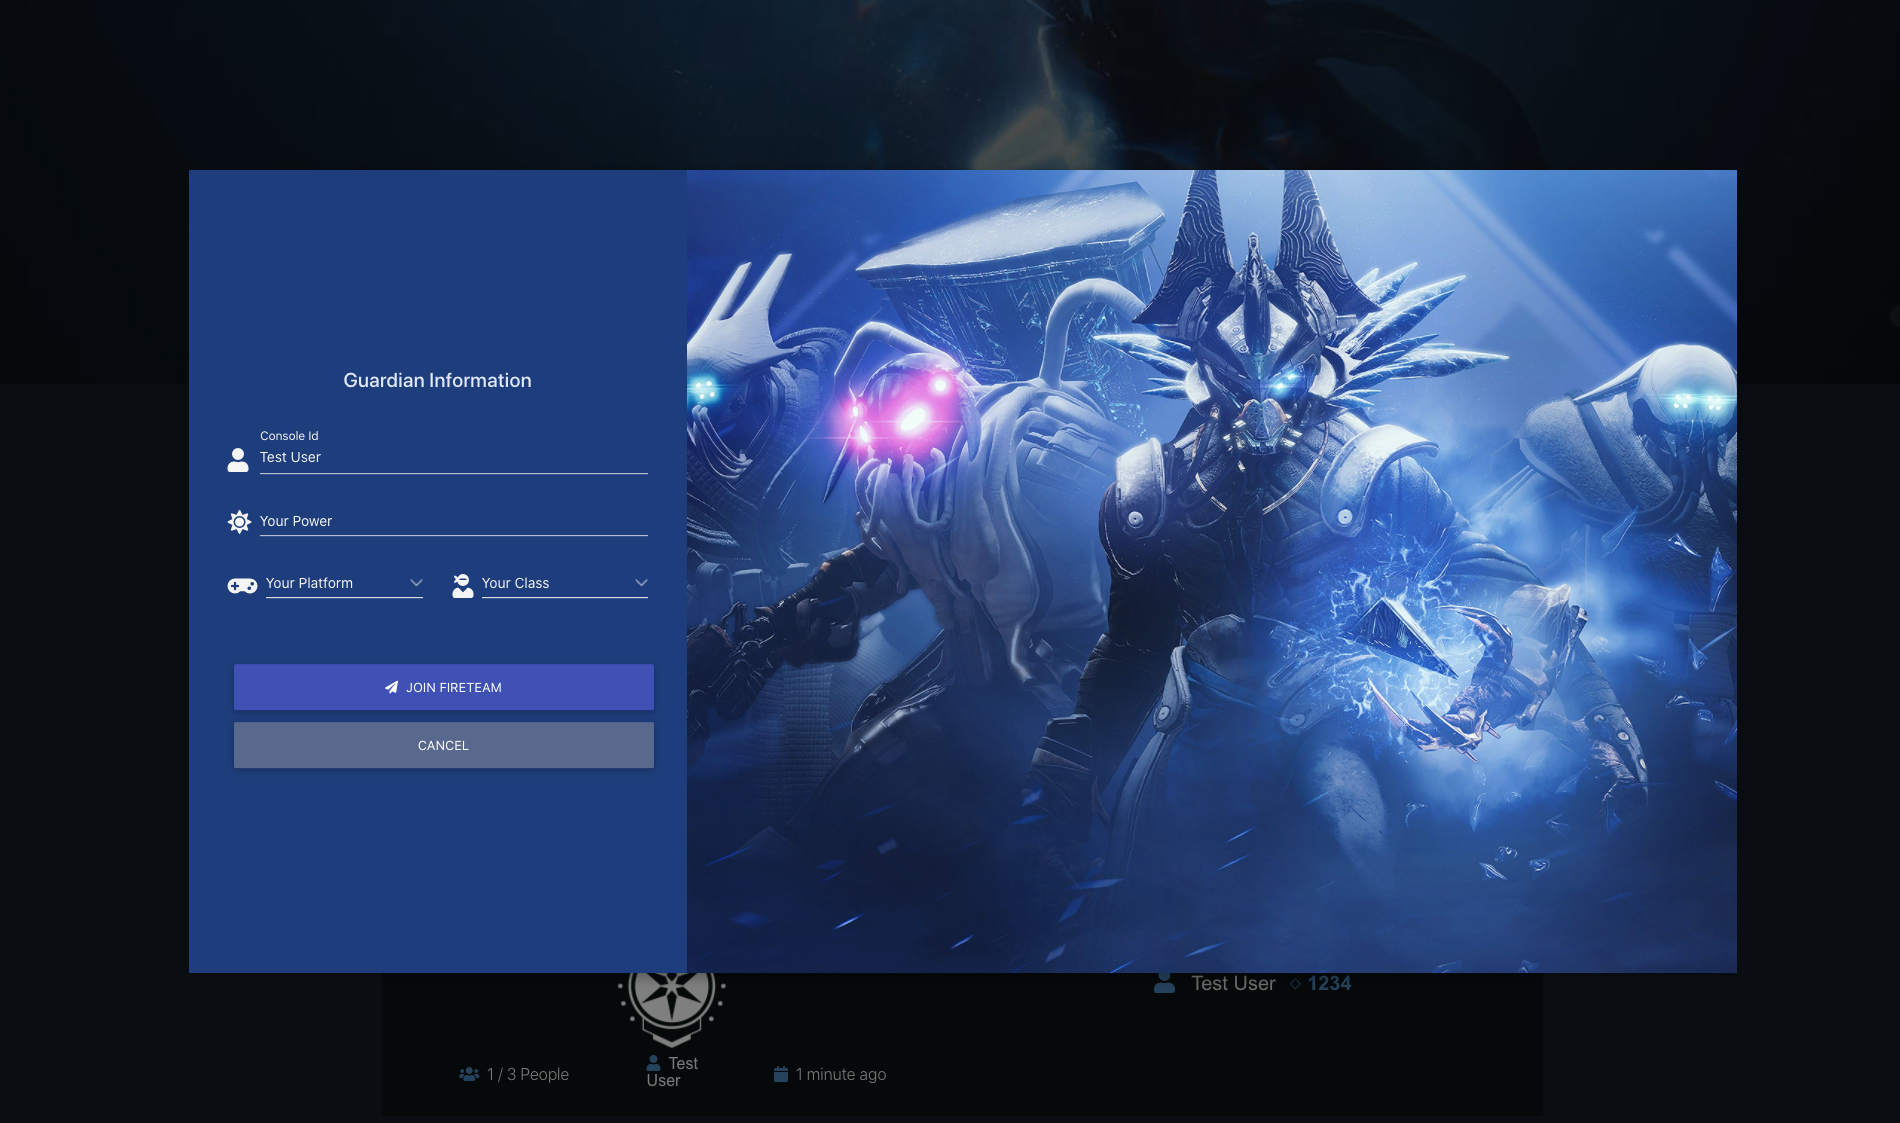 Guardian Information
Console Id
Test User
Your Power
Your Platform
Your Class
JOIN FIRETEAM
CANCEL
Test User 1234
1 / 3 People
Test
User
1 minute ago